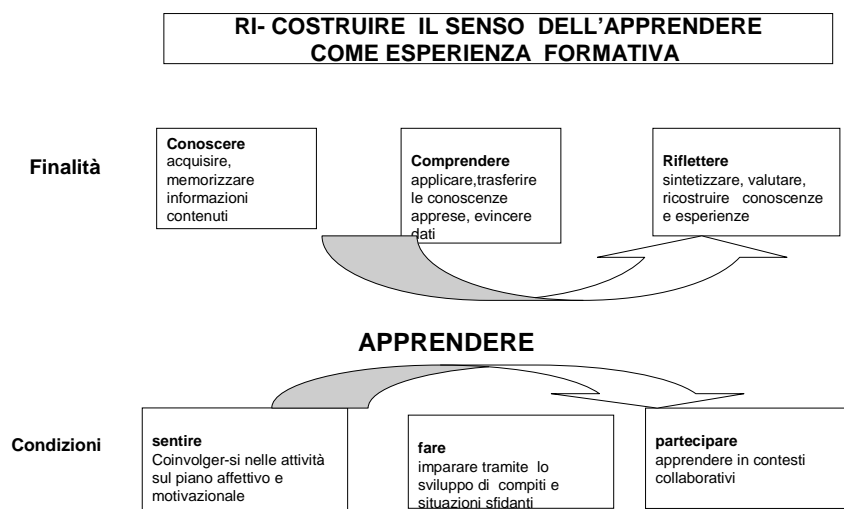 RI- COSTRUIRE IL SENSO DELL'APPRENDERE
COME ESPERIENZA FORMATIVA
Finalità
Conoscere
acquisire,
memorizzare
informazioni
contenuti
Comprendere
applicare,trasferire
le conoscenze
apprese, evincere
dati
Riflettere
sintetizzare, valutare,
ricostruire conoscenze
e esperienze
APPRENDERE
Condizioni
sentire
Coinvolger-si nelle attività
sul piano affettivo e
motivazionale
fare
imparare tramite lo
sviluppo di compiti e
situazioni sfidanti
partecipare
apprendere in contesti
collaborativi